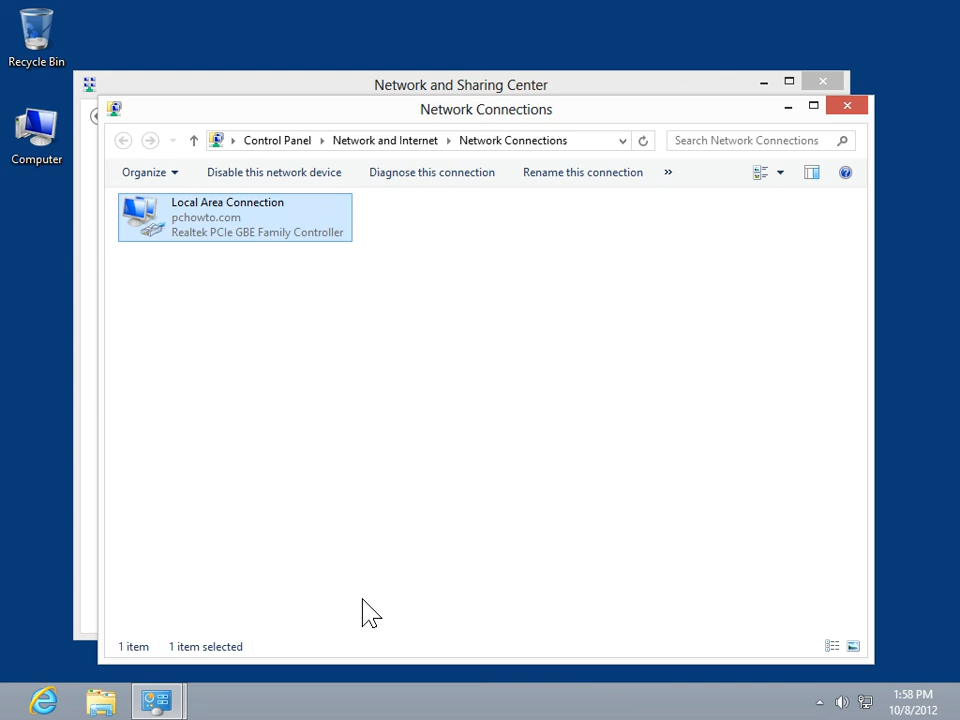 Recycle Bin
Computer
Network and Sharing Center
Network Connections
Control Panel Network and Internet Network Connections
Search Network Connections
Organize Disable this network device Diagnose this connection Rename this connection »
Local Area Connection
pchowto.com
Realtek PCIe GBE Family Controller
1 item 1 item selected
1:58 PM
10/8/2012